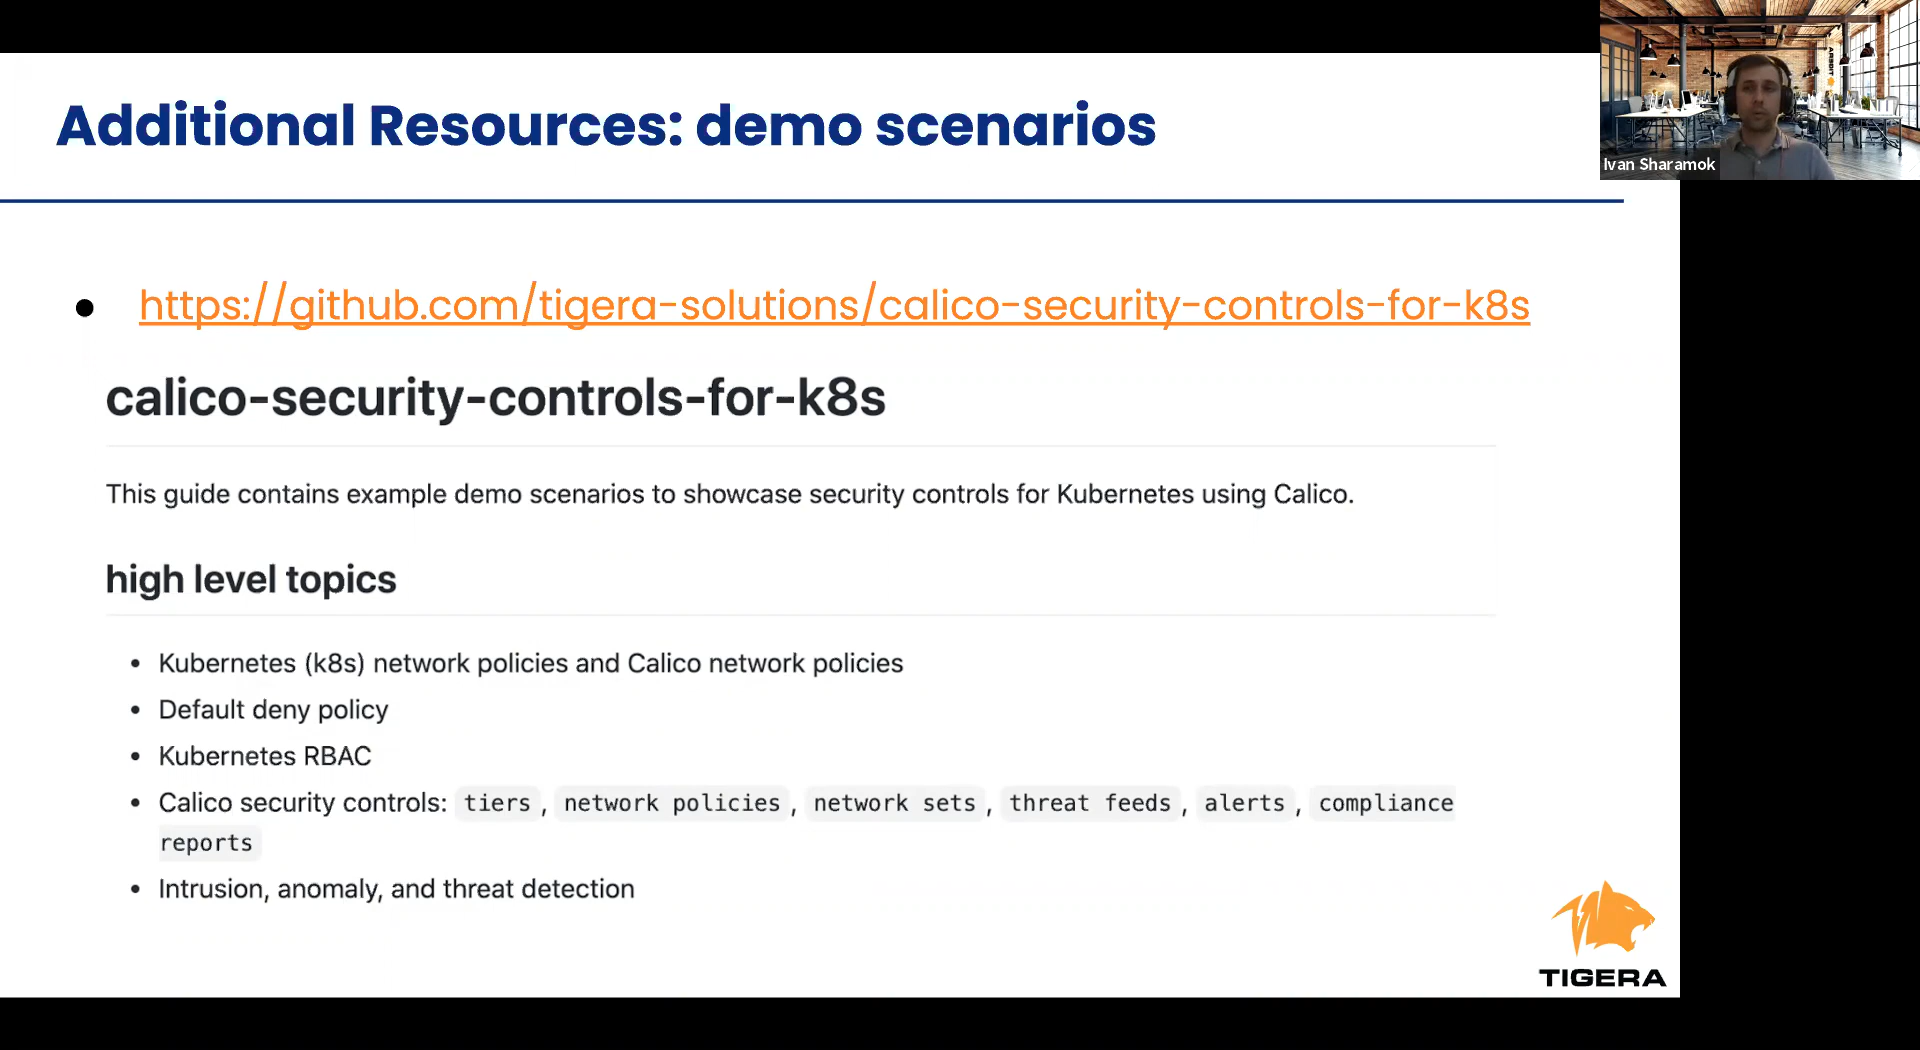 Additional Resources: demo scenarios
Ivan Sharamok
● https://github.com/tigera-solutions/calico-security-controls-for-k8s
calico-security-controls-for-k8s
This guide contains example demo scenarios to showcase security controls for Kubernetes using Calico.
high level topics
• Kubernetes (k8s) network policies and Calico network policies
• Default deny policy
• Kubernetes RBAC
• Calico security controls: tiers, network policies, network sets, threat feeds, alerts, compliance
reports
• Intrusion, anomaly, and threat detection
TIGERA